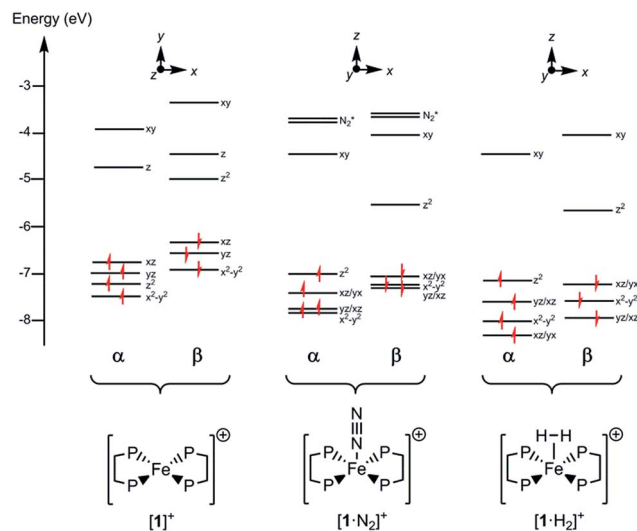 Energy (eV)
y
z x
z
y x
z
y x
-3
-4
-5
-6
-7
-8
xy
z
xz
yz
z²
x²-y²
α
xy
z
z²
xz
yz
x²-y²
β
N₂*
xy
z²
xz/yx
yz/xz
x²-y²
α
N₂*
xy
z²
xz/yx
x²-y²
yz/xz
β
xy
z²
yz/xz
x²-y²
xz/yx
α
xy
z²
xz/yx
x²-y²
yz/xz
β
P P
Fe
P P
⊕
[1]⁺
N
N
P P
Fe
P P
⊕
[1·N₂]⁺
H-H
P P
Fe
P P
⊕
[1·H₂]⁺